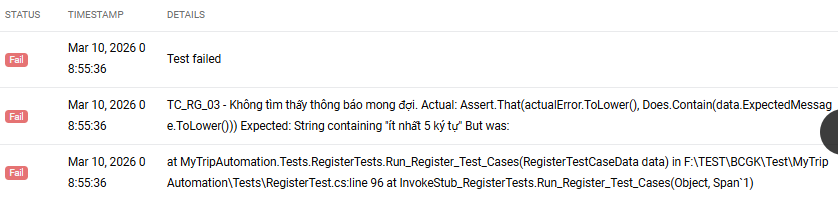 STATUS TIMESTAMP DETAILS
Fail Mar 10, 2026 0
8:55:36 Test failed
Fail Mar 10, 2026 0
8:55:36 TC_RG_03 - Không tìm thấy thông báo mong đợi. Actual: Assert.That(actualError.ToLower(), Does.Contain(data.ExpectedMessag
e.ToLower())) Expected: String containing "ít nhất 5 ký tự" But was:
Fail Mar 10, 2026 0
8:55:36 at MyTripAutomation.Tests.RegisterTests.Run_Register_Test_Cases(RegisterTestCaseData data) in F:\TEST\BCGK\Test\MyTrip
Automation\Tests\RegisterTest.cs:line 96 at InvokeStub_RegisterTests.Run_Register_Test_Cases(Object, Span`1)